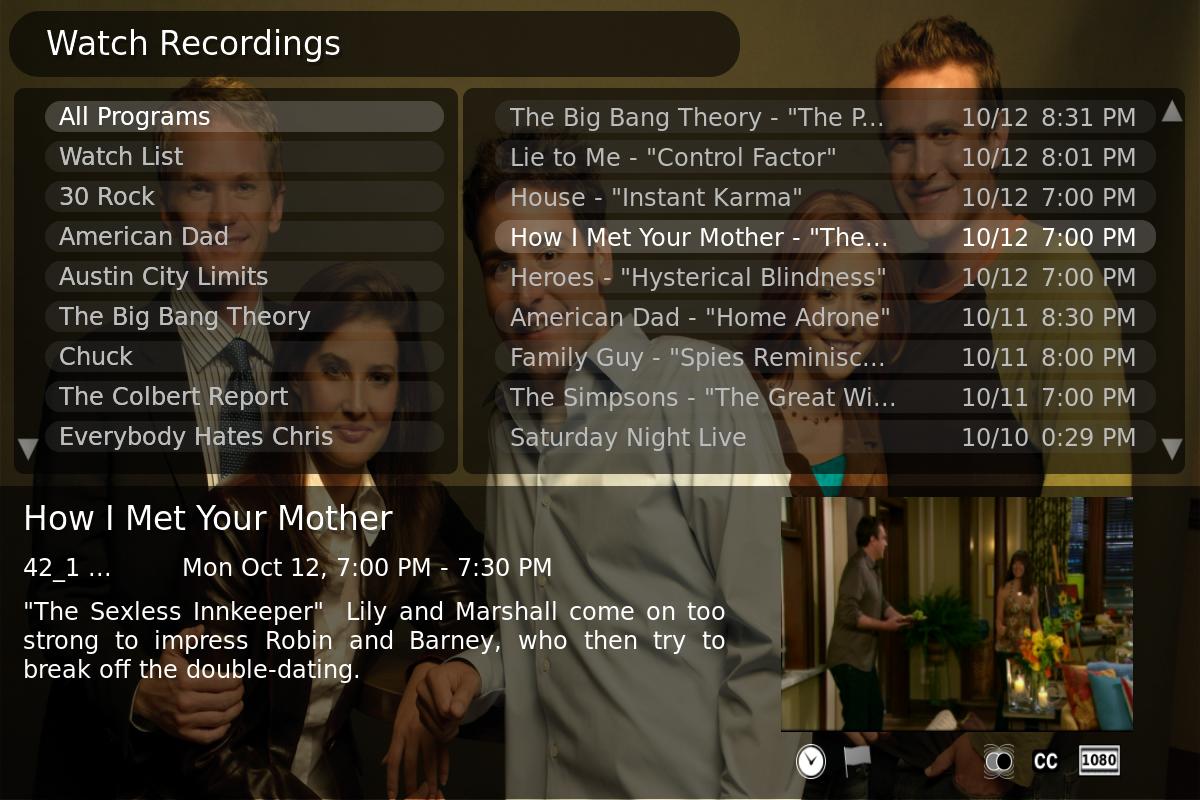 Watch Recordings
All Programs
Watch List
30 Rock
American Dad
Austin City Limits
The Big Bang Theory
Chuck
The Colbert Report
Everybody Hates Chris
The Big Bang Theory - "The P... 10/12 8:31 PM
Lie to Me - "Control Factor" 10/12 8:01 PM
House - "Instant Karma" 10/12 7:00 PM
How I Met Your Mother - "The... 10/12 7:00 PM
Heroes - "Hysterical Blindness" 10/12 7:00 PM
American Dad - "Home Adrone" 10/11 8:30 PM
Family Guy - "Spies Reminisc... 10/11 8:00 PM
The Simpsons - "The Great Wi... 10/11 7:00 PM
Saturday Night Live 10/10 0:29 PM
How I Met Your Mother
42_1 ... Mon Oct 12, 7:00 PM - 7:30 PM
"The Sexless Innkeeper" Lily and Marshall come on too
strong to impress Robin and Barney, who then try to
break off the double-dating.
CC 1080